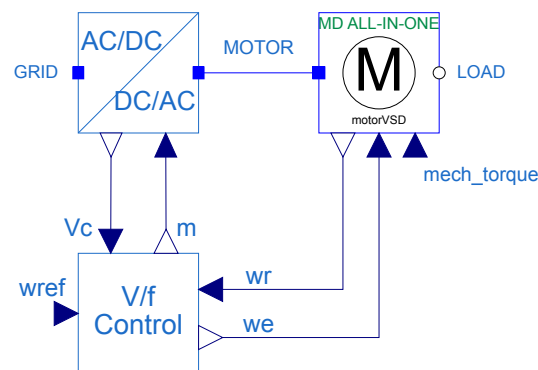 AC/DC
DC/AC
GRID
MOTOR
MD ALL-IN-ONE
M
motorVSD
LOAD
mech_torque
Vc
m
wref
V/f
Control
wr
we